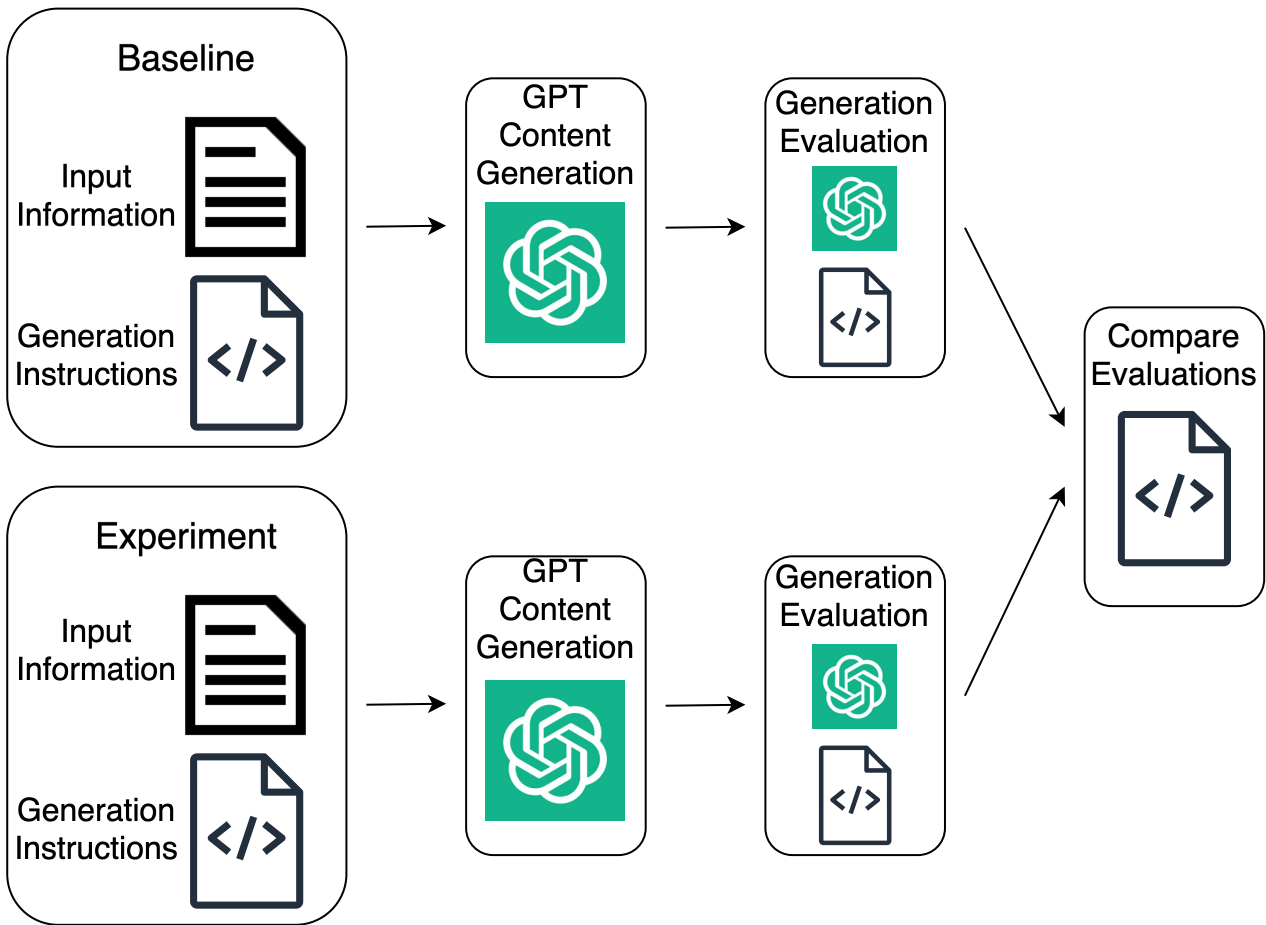 Baseline
Input
Information
Generation
Instructions
</>
GPT
Content
Generation
Generation
Evaluation
</>
Experiment
Input
Information
Generation
Instructions
</>
GPT
Content
Generation
Generation
Evaluation
</>
Compare
Evaluations
</>